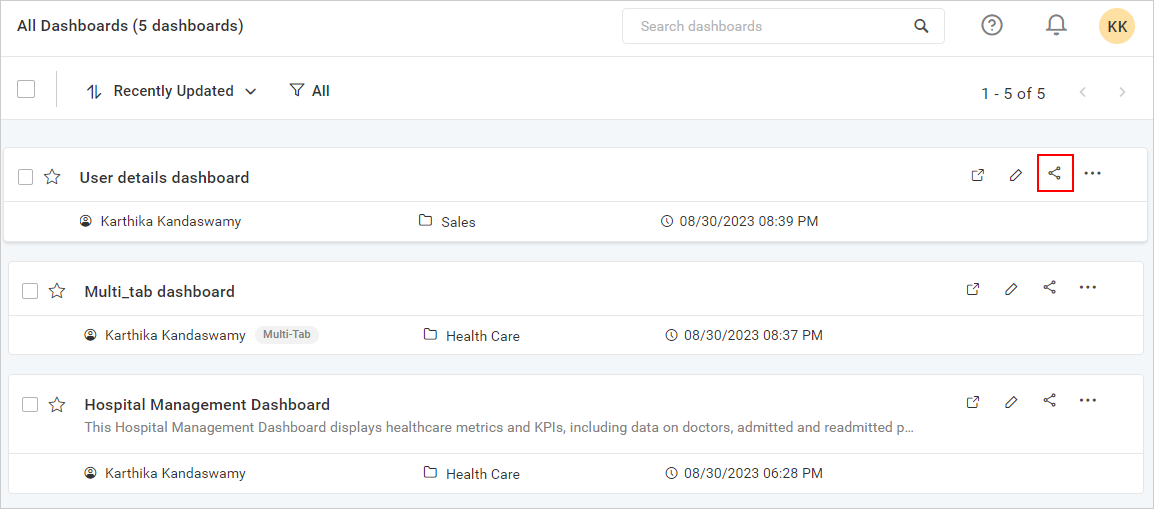 All Dashboards (5 dashboards)
Search dashboards
KK
Recently Updated
All
1 - 5 of 5
User details dashboard
Karthika Kandaswamy
Sales
08/30/2023 08:39 PM
Multi_tab dashboard
Karthika Kandaswamy
Multi-Tab
Health Care
08/30/2023 08:37 PM
Hospital Management Dashboard
This Hospital Management Dashboard displays healthcare metrics and KPIs, including data on doctors, admitted and readmitted p...
Karthika Kandaswamy
Health Care
08/30/2023 06:28 PM